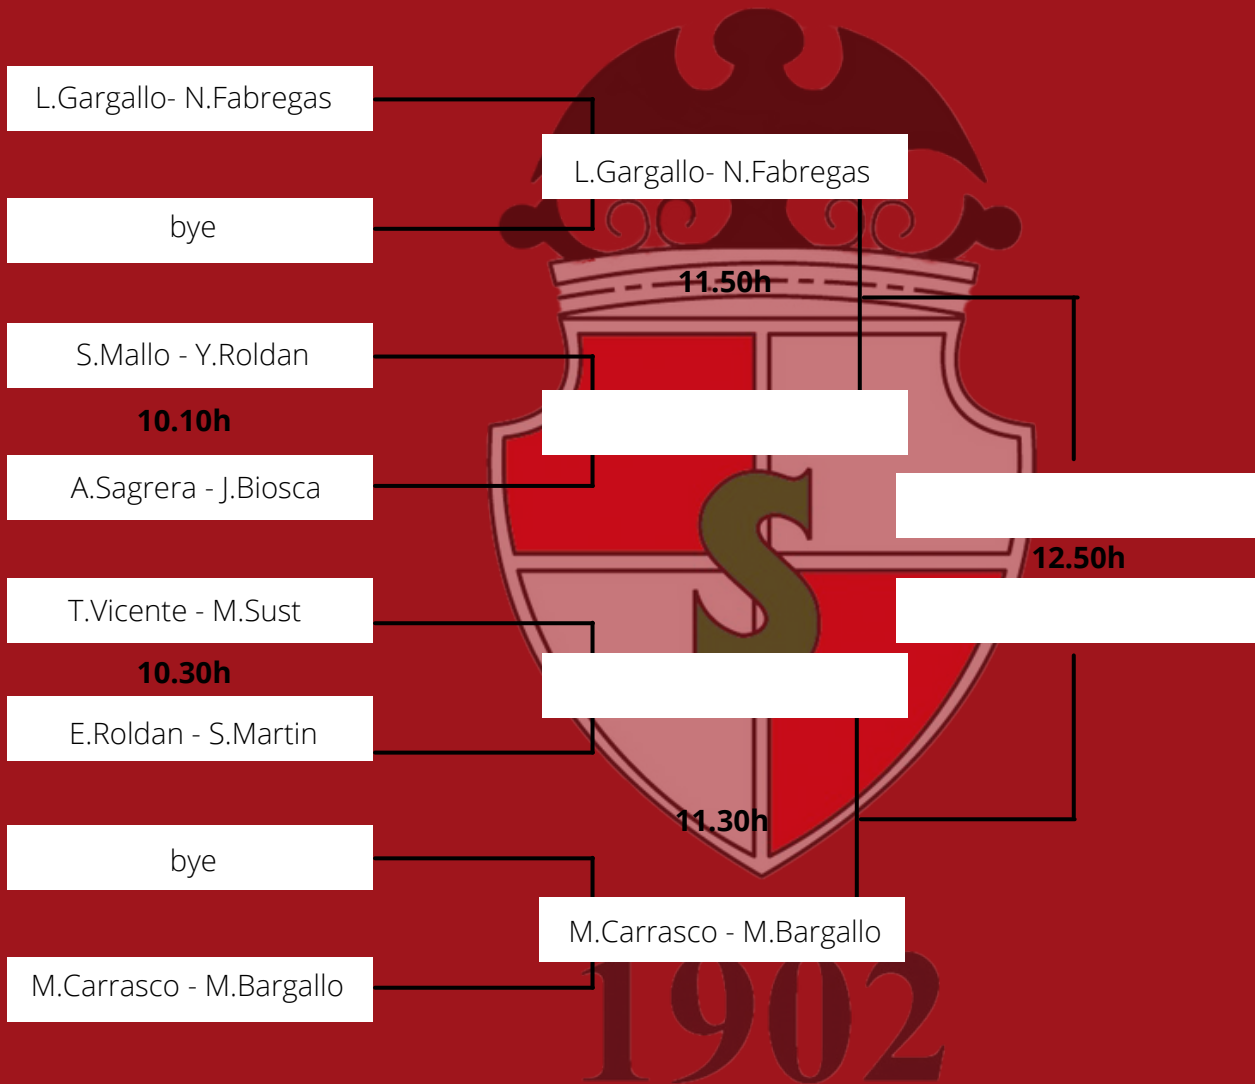 L.Gargallo- N.Fabregas
L.Gargallo- N.Fabregas
bye
11.50h
S.Mallo - Y.Roldan
10.10h
A.Sagrera - J.Biosca
S
12.50h
T.Vicente - M.Sust
10.30h
E.Roldan - S.Martin
11.30h
bye
M.Carrasco - M.Bargallo
M.Carrasco - M.Bargallo
1902